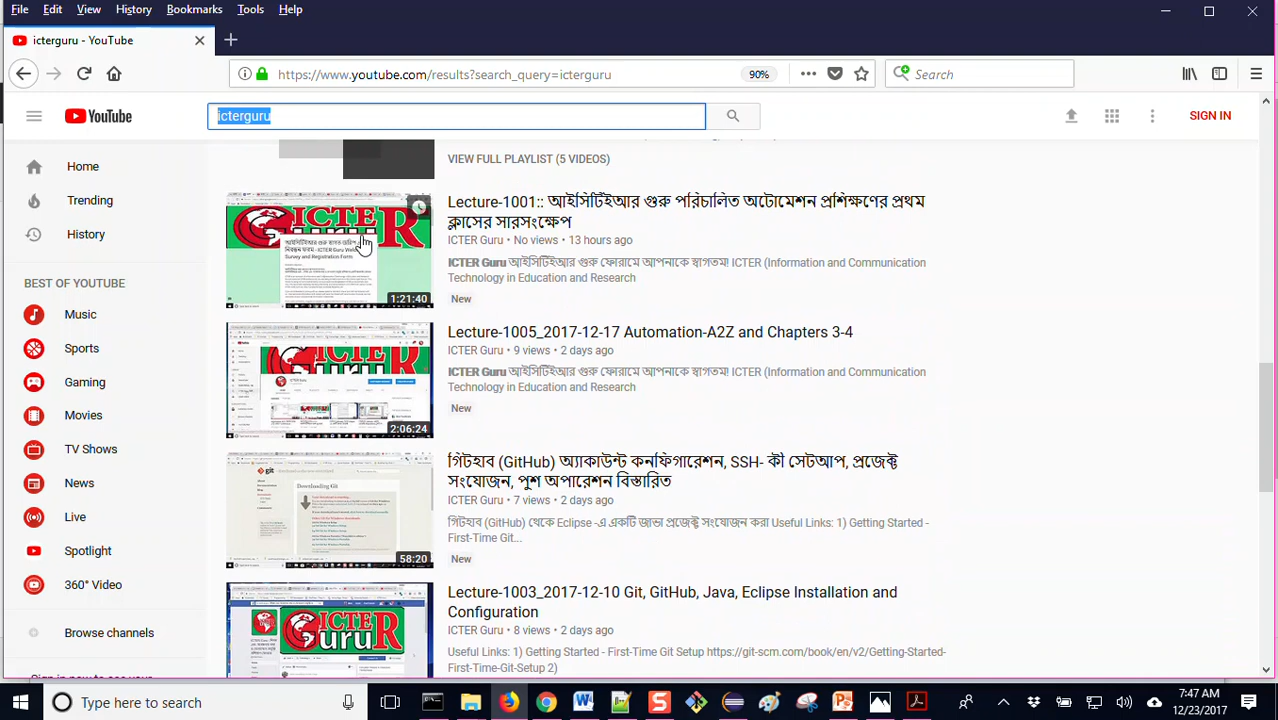 File Edit View History Bookmarks Tools Help
icterguru - YouTube
https://www.youtube.com/results?search_query=icterguru 90% Search
YouTube icterguru SIGN IN
Home
Trending
History
BEST OF YOUTUBE
Music
Sports
Gaming
Movies
TV Shows
News
Live
Spotlight
360° Video
Browse channels
VIEW FULL PLAYLIST (5 VIDEOS)
Lecture-1001:: আইসিটিইআর গুরু পরিচালিত অটোমেশন প্রশিক্ষণের প্রথম
ক্লাসের সারসংক্ষেপ
ICTER Guru • No views • 13 hours ago
ICTER Guru আইসিটিইআর গুরু ফোরামে আপনাকে স্বাগতম! ICTER (Information and Communication
Technology in Education and Research
New
1:21:40
Lecture-1005_2017-12-17 Automation22 and Game15 3-4
ICTER Guru • 5 views • 2 days ago
ICTER Guru আইসিটিইআর গুরু ফোরামে আপনাকে স্বাগতম! ICTER (Information and Communication
Technology in Education and Research
New
2:06:24
গিটহাব (GitHub) অ্যাকাউন্ট কনফিগারেশন, SSH- কী সেটআপ, প্রজেক্ট
সংযোজন, পুশ অপারেশন বিস্তারিত
ICTER Guru • 7 views • 2 days ago
গিটহাব (GitHub) থেকে Eclipse-এ একটি জাভা প্রজেক্ট সংযোজন। Useful Links: 1) Getting Started -
First-Time Git...
New
58:20
Downloading Git
Lecture-1003_2017-12-10 Git, GitHub, Java, Eclipse Installation and
Configuration
ICTER Guru • 8 views • 2 days ago
Useful Links: 1) Getting Started - First-Time Git Setup https://git-scm.com/book/en/v2/Getting-Started-
First-Time-Git-Setup 2)
ICTER
Guru
Type here to search
7:47 AM
12/23/2017